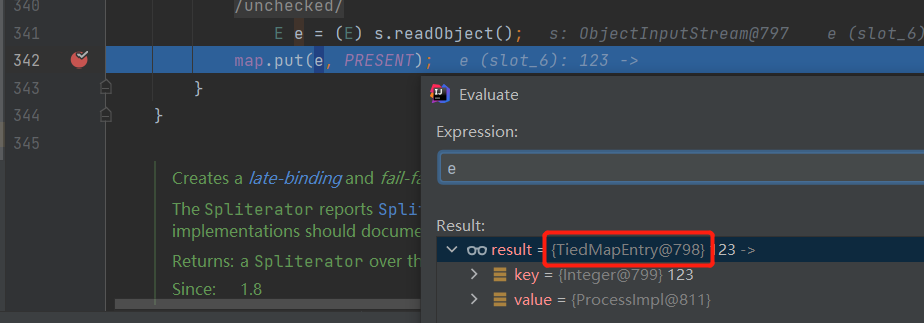 340 /unchecked/
341 E e = (E) s.readObject(); s: ObjectInputStream@797 e (slot_6)
342 map.put(e, PRESENT); e (slot_6): 123 ->
343 }
344 }
345
Evaluate
Expression:
e
Result:
result = {TiedMapEntry@798} 123 ->
key = {Integer@799} 123
value = {ProcessImpl@811}
Creates a late-binding and fail-fa
The Spliterator reports Spli
implementations should docume
Returns: a Spliterator over th
Since: 1.8